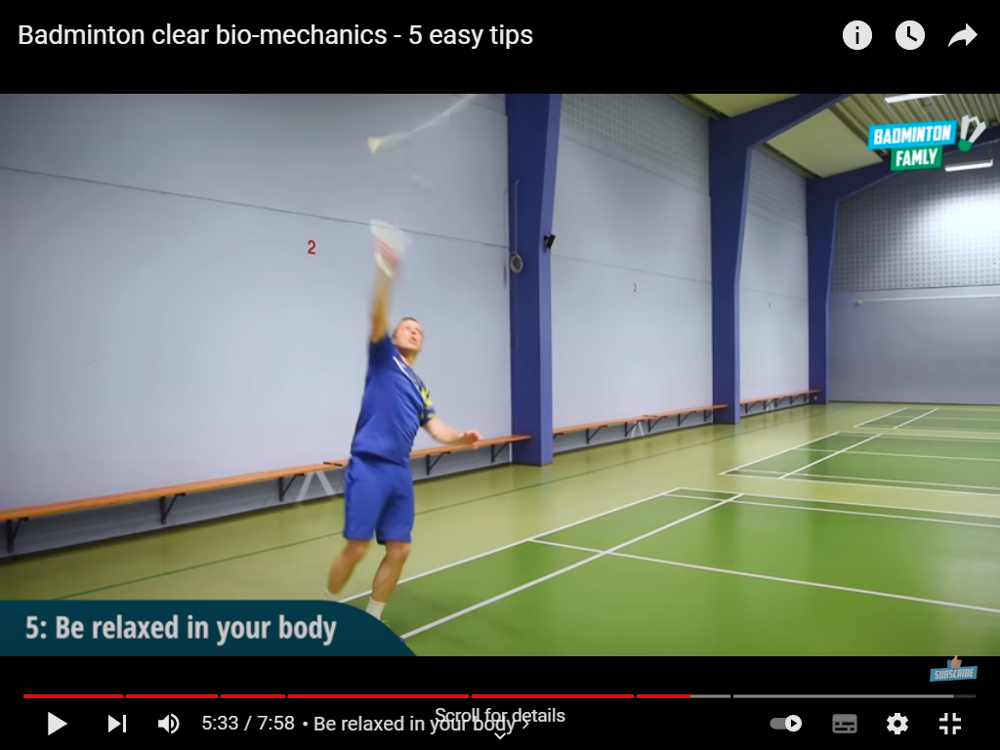 Badminton clear bio-mechanics - 5 easy tips
BADMINTON
FAMLY
2
5: Be relaxed in your body
SUBSCRIBE
Scroll for details
5:33 / 7:58 • Be relaxed in your body